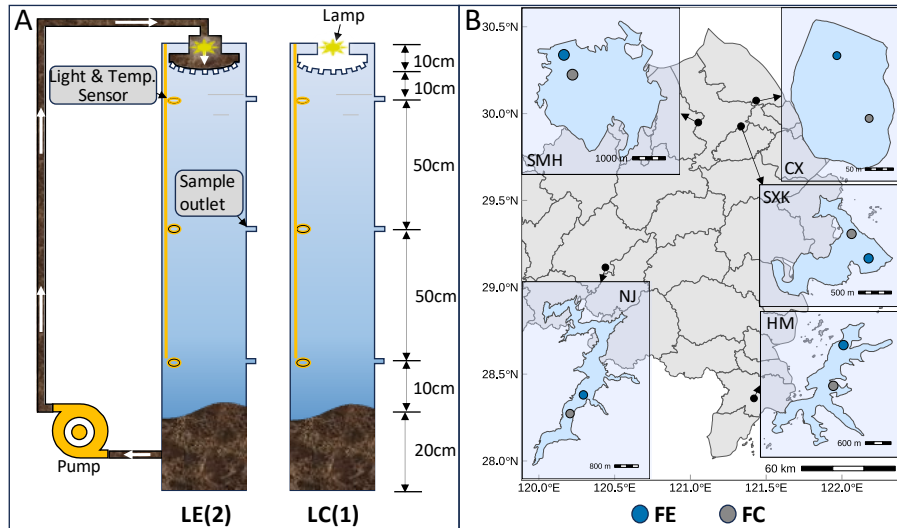 A
Lamp
Light & Temp.
Sensor
Sample
outlet
10cm
10cm
50cm
50cm
10cm
20cm
Pump
LE(2)
LC(1)
B
30.5°N
30.0°N
29.5°N
29.0°N
28.5°N
28.0°N
120.0°E
120.5°E
121.0°E
121.5°E
122.0°E
SMH
1000 m
CX
50 m
SXK
500 m
NJ
800 m
HM
600 m
60 km
FE
FC